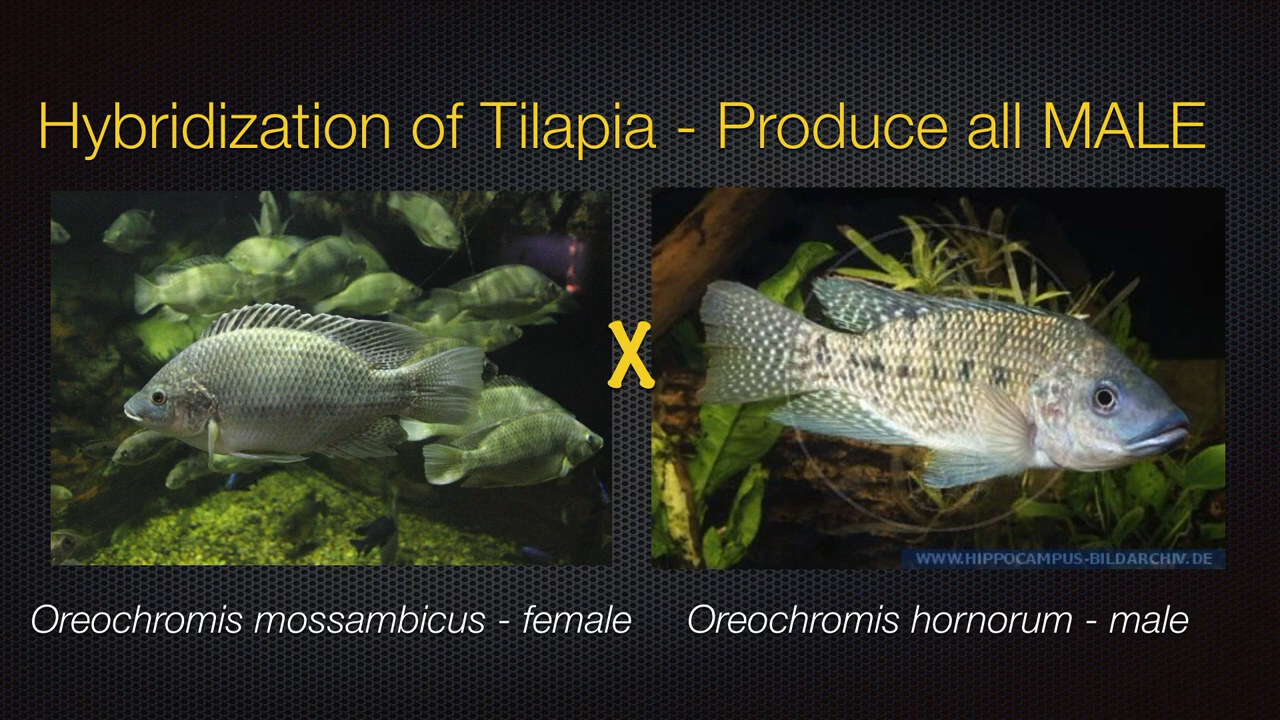 Hybridization of Tilapia - Produce all MALE
X
WWW.HIPPOCAMPUS-BILDARCHIV.DE
Oreochromis mossambicus - female
Oreochromis hornorum - male